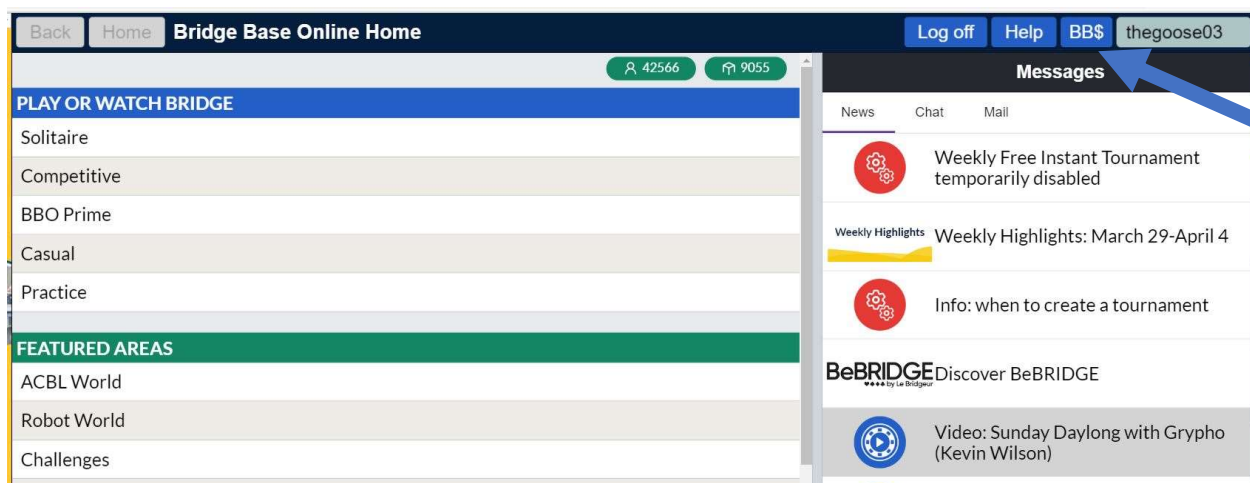 Back Home Bridge Base Online Home Log off Help BB$ thegoose03
42566 9055
PLAY OR WATCH BRIDGE
Solitaire
Competitive
BBO Prime
Casual
Practice
FEATURED AREAS
ACBL World
Robot World
Challenges
Messages
News Chat Mail
Weekly Free Instant Tournament
temporarily disabled
Weekly Highlights
Weekly Highlights: March 29-April 4
Info: when to create a tournament
BeBRIDGE
by Le Bridgeur
Discover BeBRIDGE
Video: Sunday Daylong with Grypho
(Kevin Wilson)